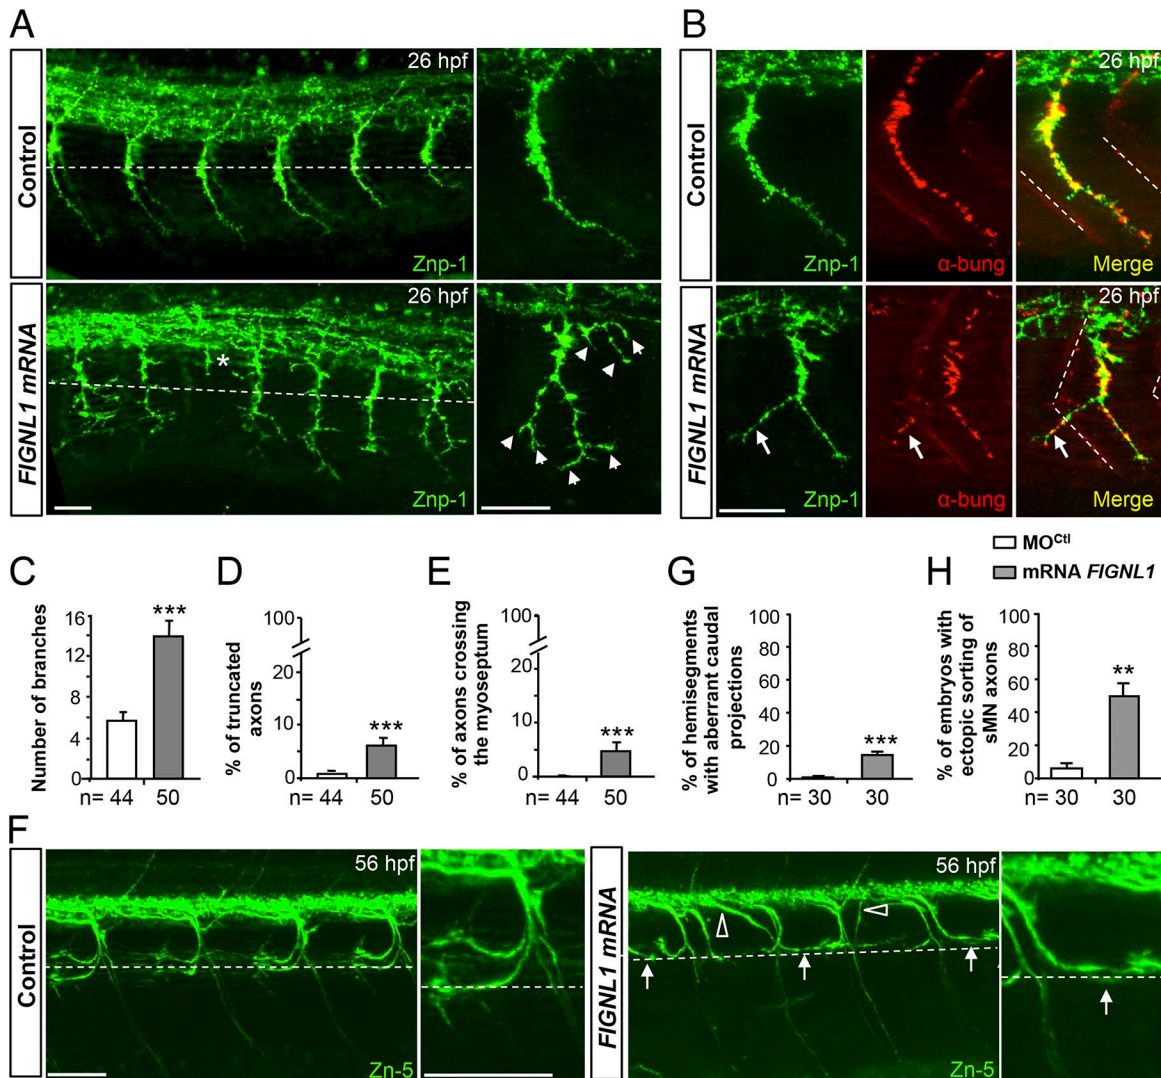 A
Control
26 hpf
Znp-1
FIGNL1 mRNA
26 hpf
*
Znp-1
B
Control
Znp-1
α-bung
26 hpf
Merge
FIGNL1 mRNA
Znp-1
α-bung
26 hpf
Merge
MOCtl
mRNA FIGNL1
C
Number of branches
16
14
12
8
6
4
0
***
n= 44
50
D
% of truncated
axons
100
20
10
0
***
n= 44
50
E
% of axons crossing
the myoseptum
100
20
10
0
***
n= 44
50
G
% of hemisegments
with aberrant caudal
projections
100
80
60
40
20
0
***
n= 30
30
H
% of embryos with
ectopic sorting of
sMN axons
100
80
60
40
20
0
**
n= 30
30
F
Control
56 hpf
Zn-5
FIGNL1 mRNA
56 hpf
Zn-5